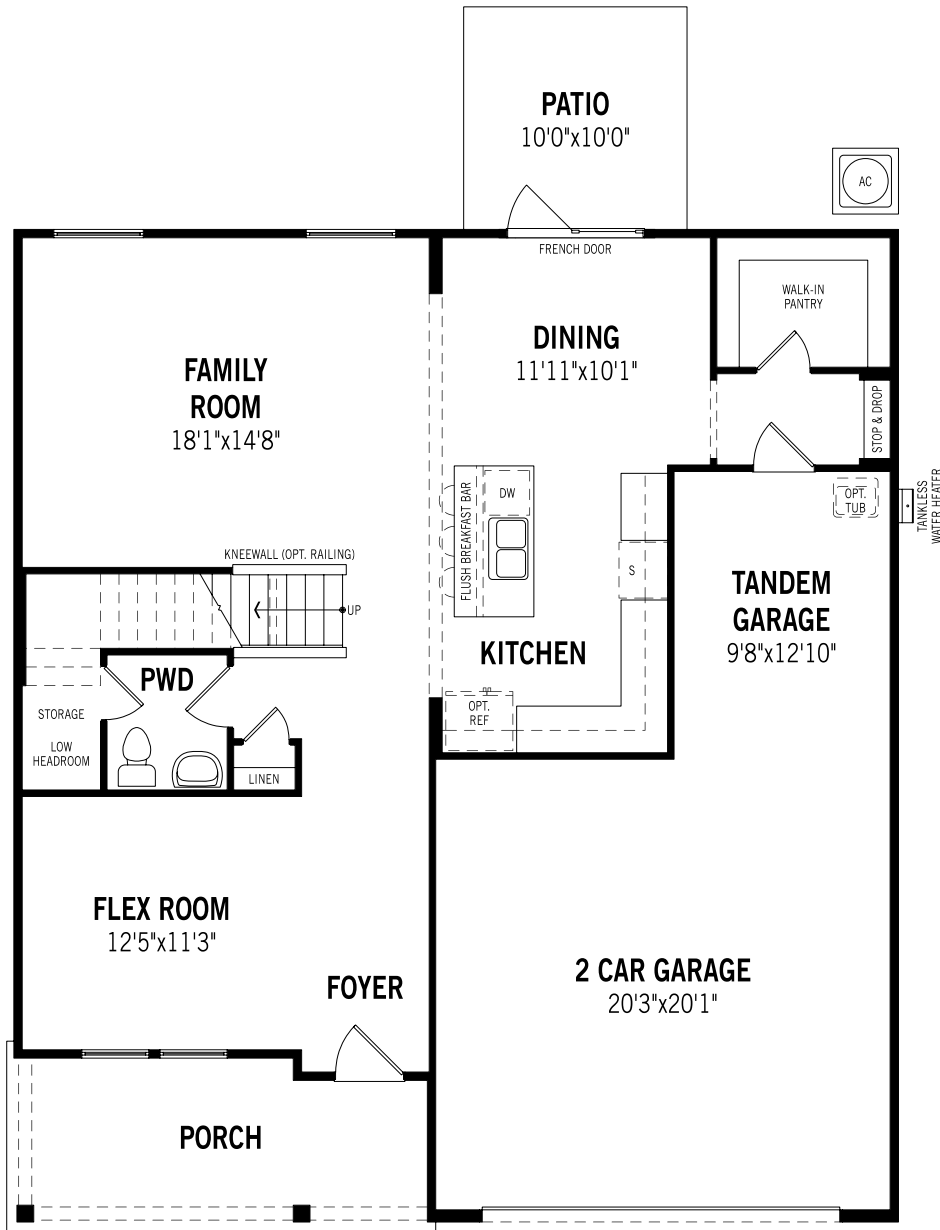 PATIO
10'0"x10'0"
AC
FRENCH DOOR
WALK-IN
PANTRY
DINING
11'11"x10'1"
FAMILY
ROOM
18'1"x14'8"
STOP & DROP
TANKLESS
WATER HEATER
OPT.
TUB
DW
FLUSH BREAKFAST BAR
KNEEWALL (OPT. RAILING)
S
TANDEM
GARAGE
9'8"x12'10"
UP
KITCHEN
PWD
OPT.
REF
STORAGE
LOW
HEADROOM
LINEN
FLEX ROOM
12'5"x11'3"
FOYER
2 CAR GARAGE
20'3"x20'1"
PORCH